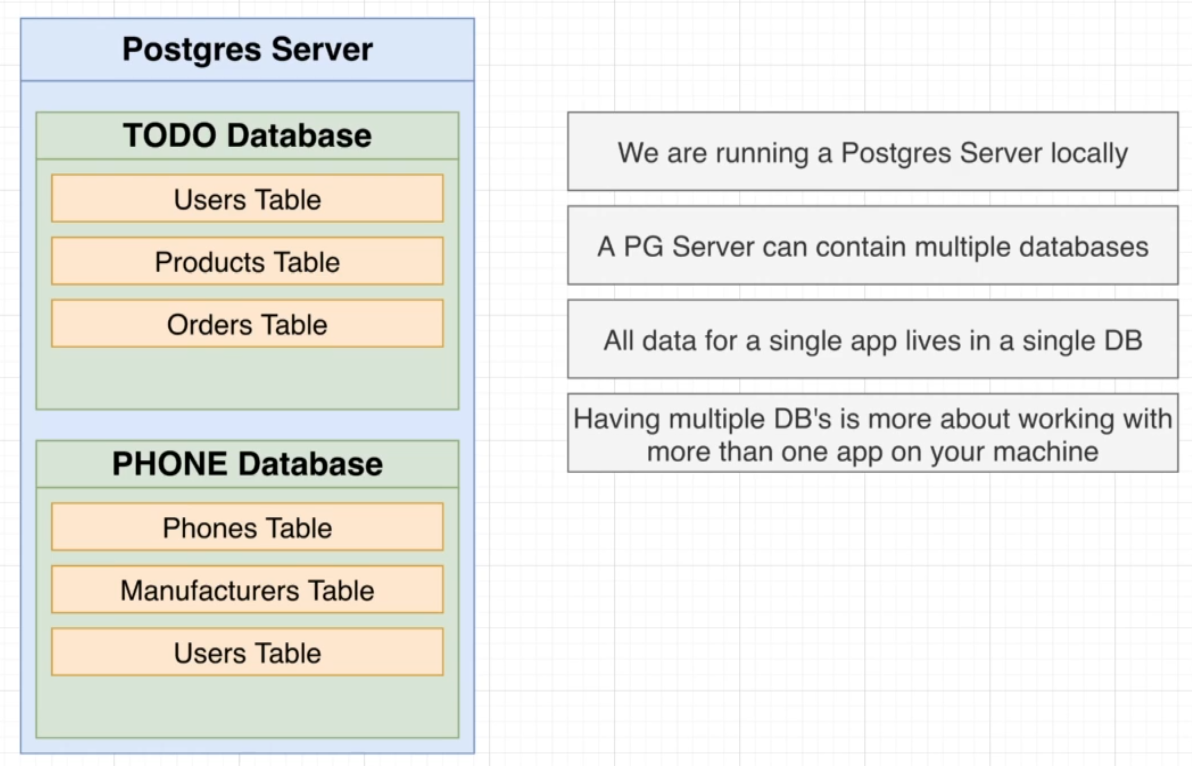 Postgres Server
TODO Database
Users Table
Products Table
Orders Table
PHONE Database
Phones Table
Manufacturers Table
Users Table
We are running a Postgres Server locally
A PG Server can contain multiple databases
All data for a single app lives in a single DB
Having multiple DB's is more about working with
more than one app on your machine